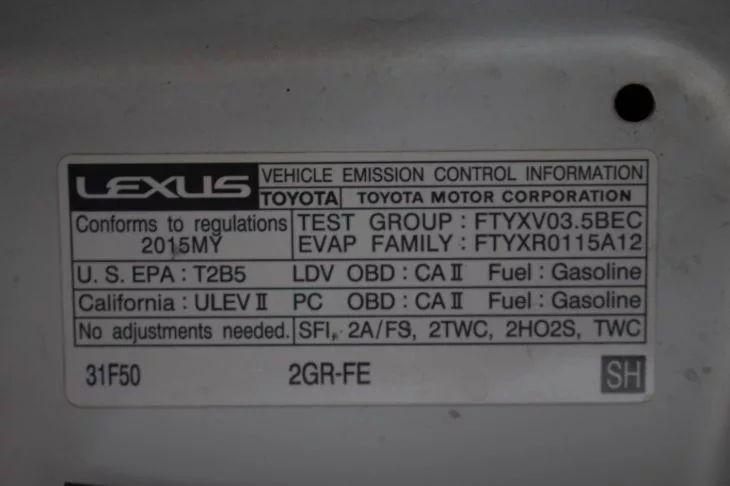 LEXUS VEHICLE EMISSION CONTROL INFORMATION
TOYOTA TOYOTA MOTOR CORPORATION
Conforms to regulations TEST GROUP : FTYXV03.5BEC
2015MY EVAP FAMILY : FTYXR0115A12
U. S. EPA : T2B5 LDV OBD : CA II Fuel : Gasoline
California : ULEV II PC OBD : CA II Fuel : Gasoline
No adjustments needed. SFI, 2A/FS, 2TWC, 2HO2S, TWC
31F50 2GR-FE SH